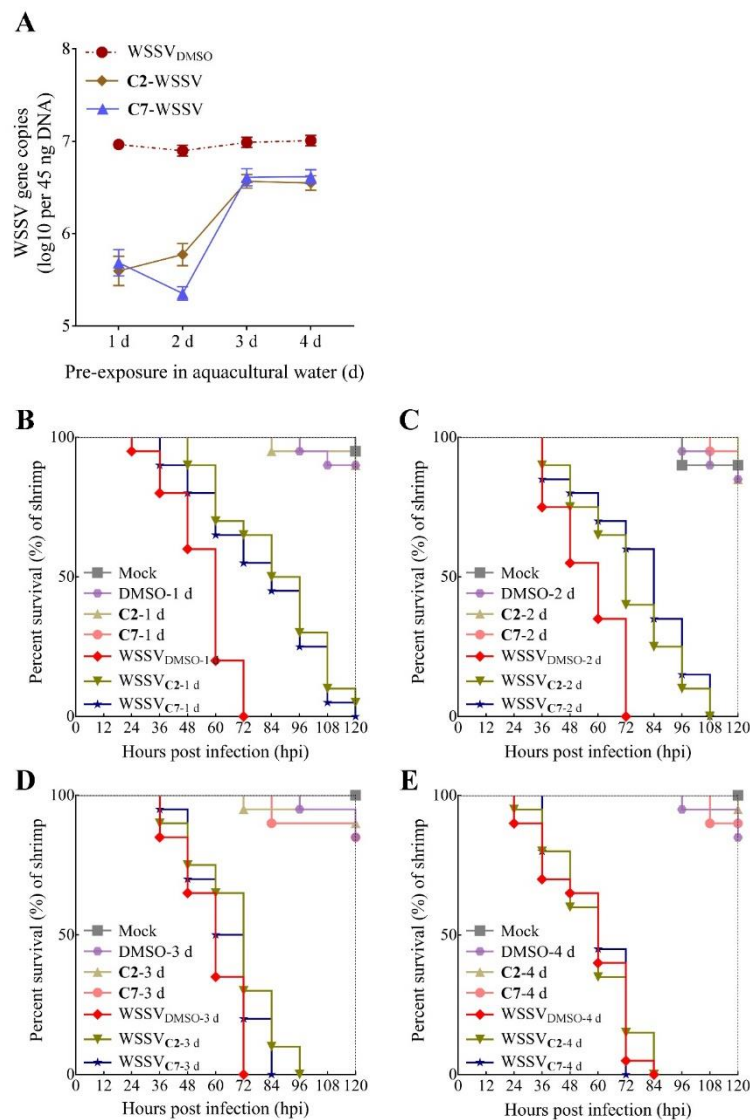 A
WSSV gene copies
(log10 per 45 ng DNA)
8
7
6
5
WSSVDMSO
C2-WSSV
C7-WSSV
1 d 2 d 3 d 4 d
Pre-exposure in aquacultural water (d)
B
Percent survival (%) of shrimp
100
50
0
Mock
DMSO-1 d
C2-1 d
C7-1 d
WSSVDMSO-1
WSSVC2-1 d
WSSVC7-1 d
0 12 24 36 48 60 72 84 96 108 120
Hours post infection (hpi)
C
Percent survival (%) of shrimp
100
50
0
Mock
DMSO-2 d
C2-2 d
C7-2 d
WSSVDMSO-2 d
WSSVC2-2 d
WSSVC7-2 d
0 12 24 36 48 60 72 84 96 108 120
Hours post infection (hpi)
D
Percent survival (%) of shrimp
100
50
0
Mock
DMSO-3 d
C2-3 d
C7-3 d
WSSVDMSO-3 d
WSSVC2-3 d
WSSVC7-3 d
0 12 24 36 48 60 72 84 96 108 120
Hours post infection (hpi)
E
Percent survival (%) of shrimp
100
50
0
Mock
DMSO-4 d
C2-4 d
C7-4 d
WSSVDMSO-4 d
WSSVC2-4 d
WSSVC7-4 d
0 12 24 36 48 60 72 84 96 108 120
Hours post infection (hpi)